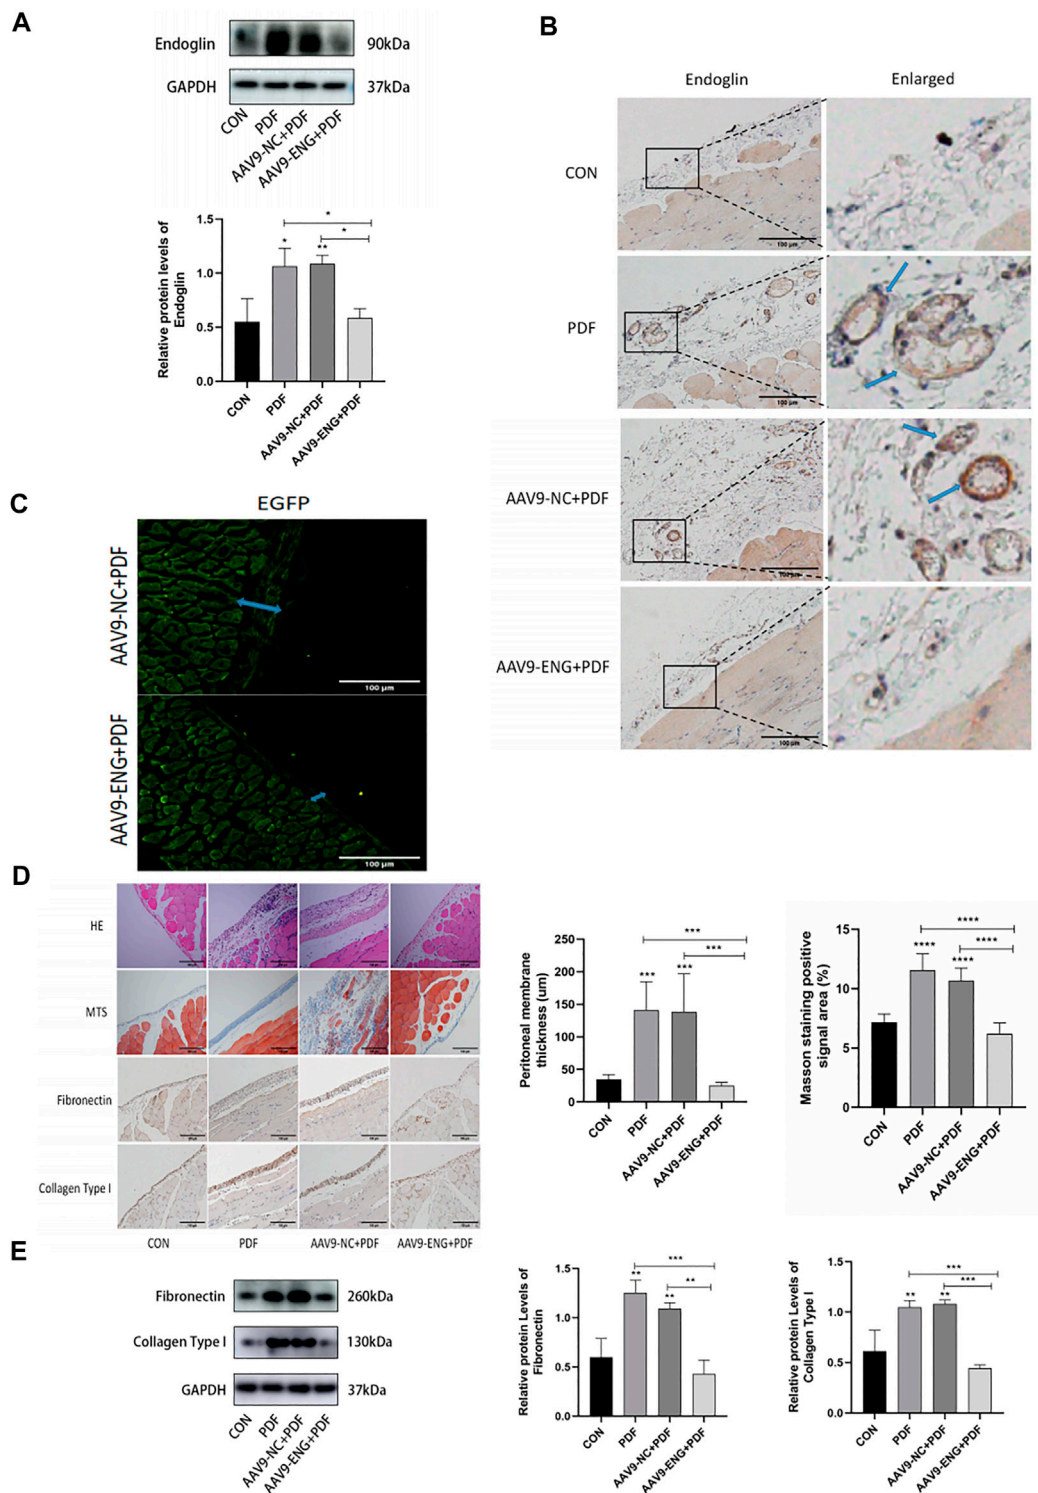 A
Endoglin
90kDa
GAPDH
37kDa
CON
PDF
AAV9-NC+PDF
AAV9-ENG+PDF
Relative protein levels of
Endoglin
1.5
1.0
0.5
0.0
*
**
*
*
CON
PDF
AAV9-NC+PDF
AAV9-ENG+PDF
B
Endoglin
Enlarged
CON
100 μm
PDF
100 μm
AAV9-NC+PDF
100 μm
AAV9-ENG+PDF
100 μm
C
EGFP
AAV9-NC+PDF
100 μm
AAV9-ENG+PDF
100 μm
D
HE
MTS
Fibronectin
Collagen Type I
CON
PDF
AAV9-NC+PDF
AAV9-ENG+PDF
Peritoneal membrane
thickness (um)
250
200
150
100
50
0
***
***
***
***
CON
PDF
AAV9-NC+PDF
AAV9-ENG+PDF
Masson staining positive
signal area (%)
15
10
5
0
****
****
****
****
CON
PDF
AAV9-NC+PDF
AAV9-ENG+PDF
E
Fibronectin
260kDa
Collagen Type I
130kDa
GAPDH
37kDa
CON
PDF
AAV9-NC+PDF
AAV9-ENG+PDF
Relative protein Levels of
Fibronectin
1.5
1.0
0.5
0.0
**
**
***
**
CON
PDF
AAV9-NC+PDF
AAV9-ENG+PDF
Relative protein Levels of
Collagen Type I
1.5
1.0
0.5
0.0
**
**
***
***
CON
PDF
AAV9-NC+PDF
AAV9-ENG+PDF